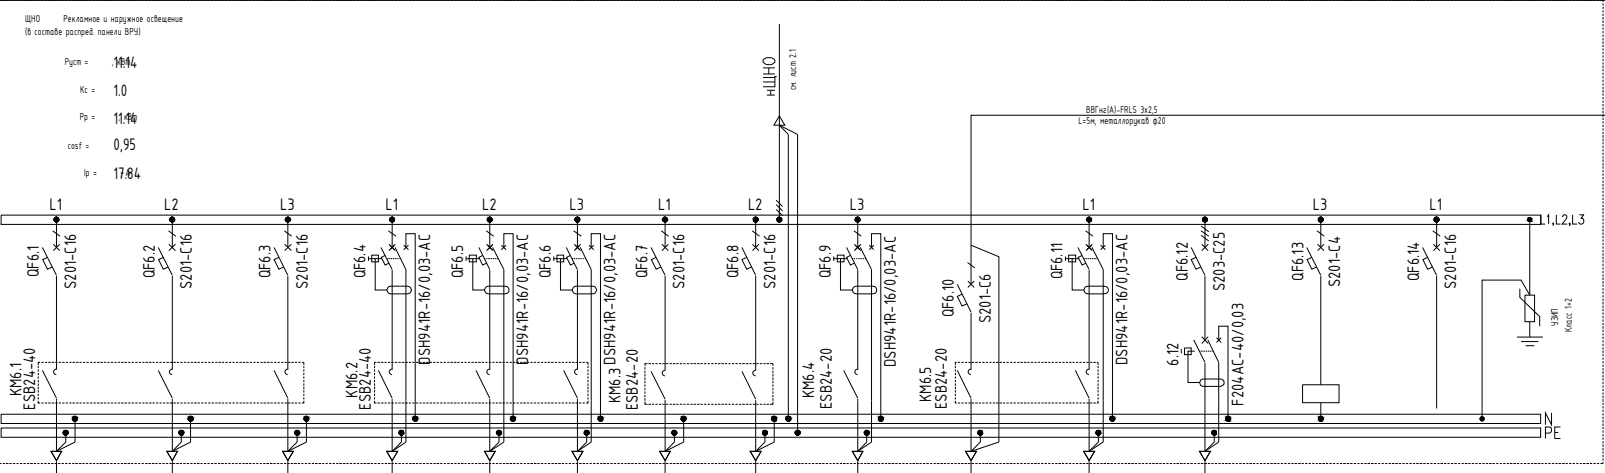 ЩНО Рекламное и наружное освещение
(в составе распред. панели ВРУ)
Руст = 11.14
Кс = 1.0
Рр = 11.14
cosf = 0,95
Ip = 17.84
нЩНО
см. лист 2.1
ВВГнг(А)-FRLS 3х2,5
L=5м, металлорукав ф20
L1 L2 L3 L1 L2 L3 L1 L2 L3 L1 L3 L1
L1,L2,L3
QF6.1 S201-C16
QF6.2 S201-C16
QF6.3 S201-C16
QF6.4 DSH941R-16/0,03-AC
QF6.5 DSH941R-16/0,03-AC
QF6.6 DSH941R-16/0,03-AC
QF6.7 S201-C16
QF6.8 S201-C16
QF6.9 DSH941R-16/0,03-AC
QF6.10 S201-C6
QF6.11 DSH941R-16/0,03-AC
QF6.12 S203-C25
6.12 F204 AC-40/0,03
QF6.13 S201-C4
QF6.14 S201-C16
УЗИП
Класс 1+2
KM6.1 ESB24-40
KM6.2 ESB24-40
KM6.3 ESB24-20
KM6.4 ESB24-20
KM6.5 ESB24-20
N
PE